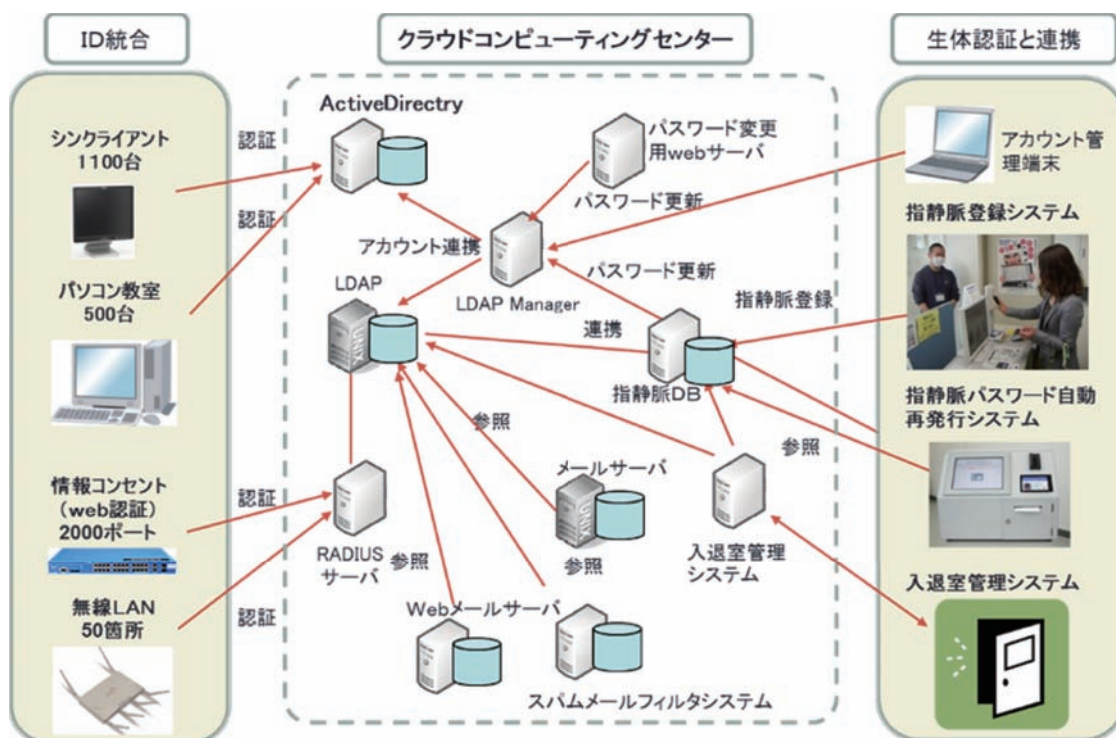 ID統合
シンクライアント
1100台
パソコン教室
500台
情報コンセント
（web認証）
2000ポート
無線LAN
50箇所
認証
認証
認証
認証
クラウドコンピューティングセンター
ActiveDirectry
パスワード変更
用webサーバ
パスワード更新
アカウント連携
LDAP Manager
パスワード更新
LDAP
UNIX
連携
指静脈登録
指静脈DB
参照
参照
メールサーバ
UNIX
RADIUS
サーバ
参照
参照
入退室管理
システム
Webメールサーバ
スパムメールフィルタシステム
生体認証と連携
アカウント管
理端末
指静脈登録システム
指静脈パスワード自動
再発行システム
入退室管理システム